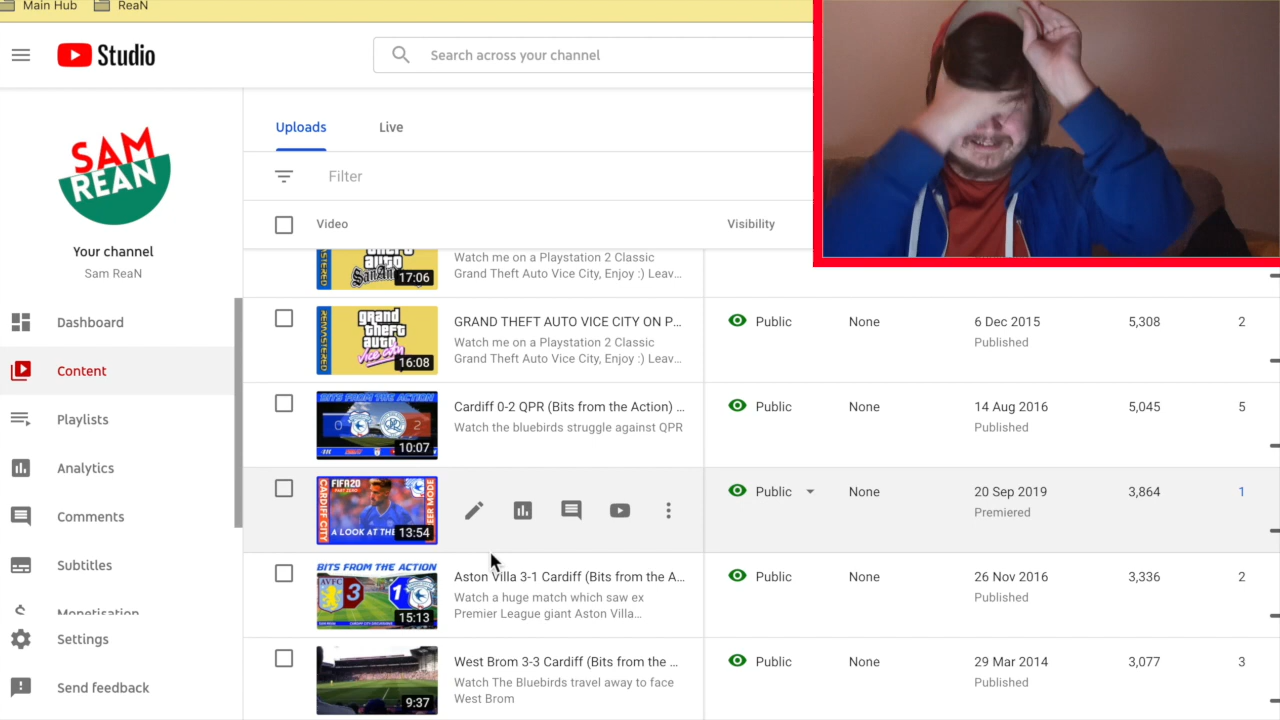 Main Hub ReaN
Studio
Search across your channel
SAM
REAN
Your channel
Sam ReaN
Dashboard
Content
Playlists
Analytics
Comments
Subtitles
Monetisation
Settings
Send feedback
Uploads Live
Filter
Video Visibility
17:06
Watch me on a Playstation 2 Classic
Grand Theft Auto Vice City, Enjoy :) Leav...
REMASTERED
grand
theft
auto
vice city
16:08
GRAND THEFT AUTO VICE CITY ON P...
Watch me on a Playstation 2 Classic
Grand Theft Auto Vice City, Enjoy :) Leav...
Public None 6 Dec 2015 5,308 2
Published
BITS FROM THE ACTION
0 2
10:07
Cardiff 0-2 QPR (Bits from the Action) ...
Watch the bluebirds struggle against QPR
Public None 14 Aug 2016 5,045 5
Published
FIFA20
CARDIFF CITY
A LOOK AT THE
13:54
Public None 20 Sep 2019 3,864 1
Premiered
BITS FROM THE ACTION
AVFC
3 1
15:13
Aston Villa 3-1 Cardiff (Bits from the A...
Watch a huge match which saw ex
Premier League giant Aston Villa...
Public None 26 Nov 2016 3,336 2
Published
9:37
West Brom 3-3 Cardiff (Bits from the ...
Watch The Bluebirds travel away to face
West Brom
Public None 29 Mar 2014 3,077 3
Published